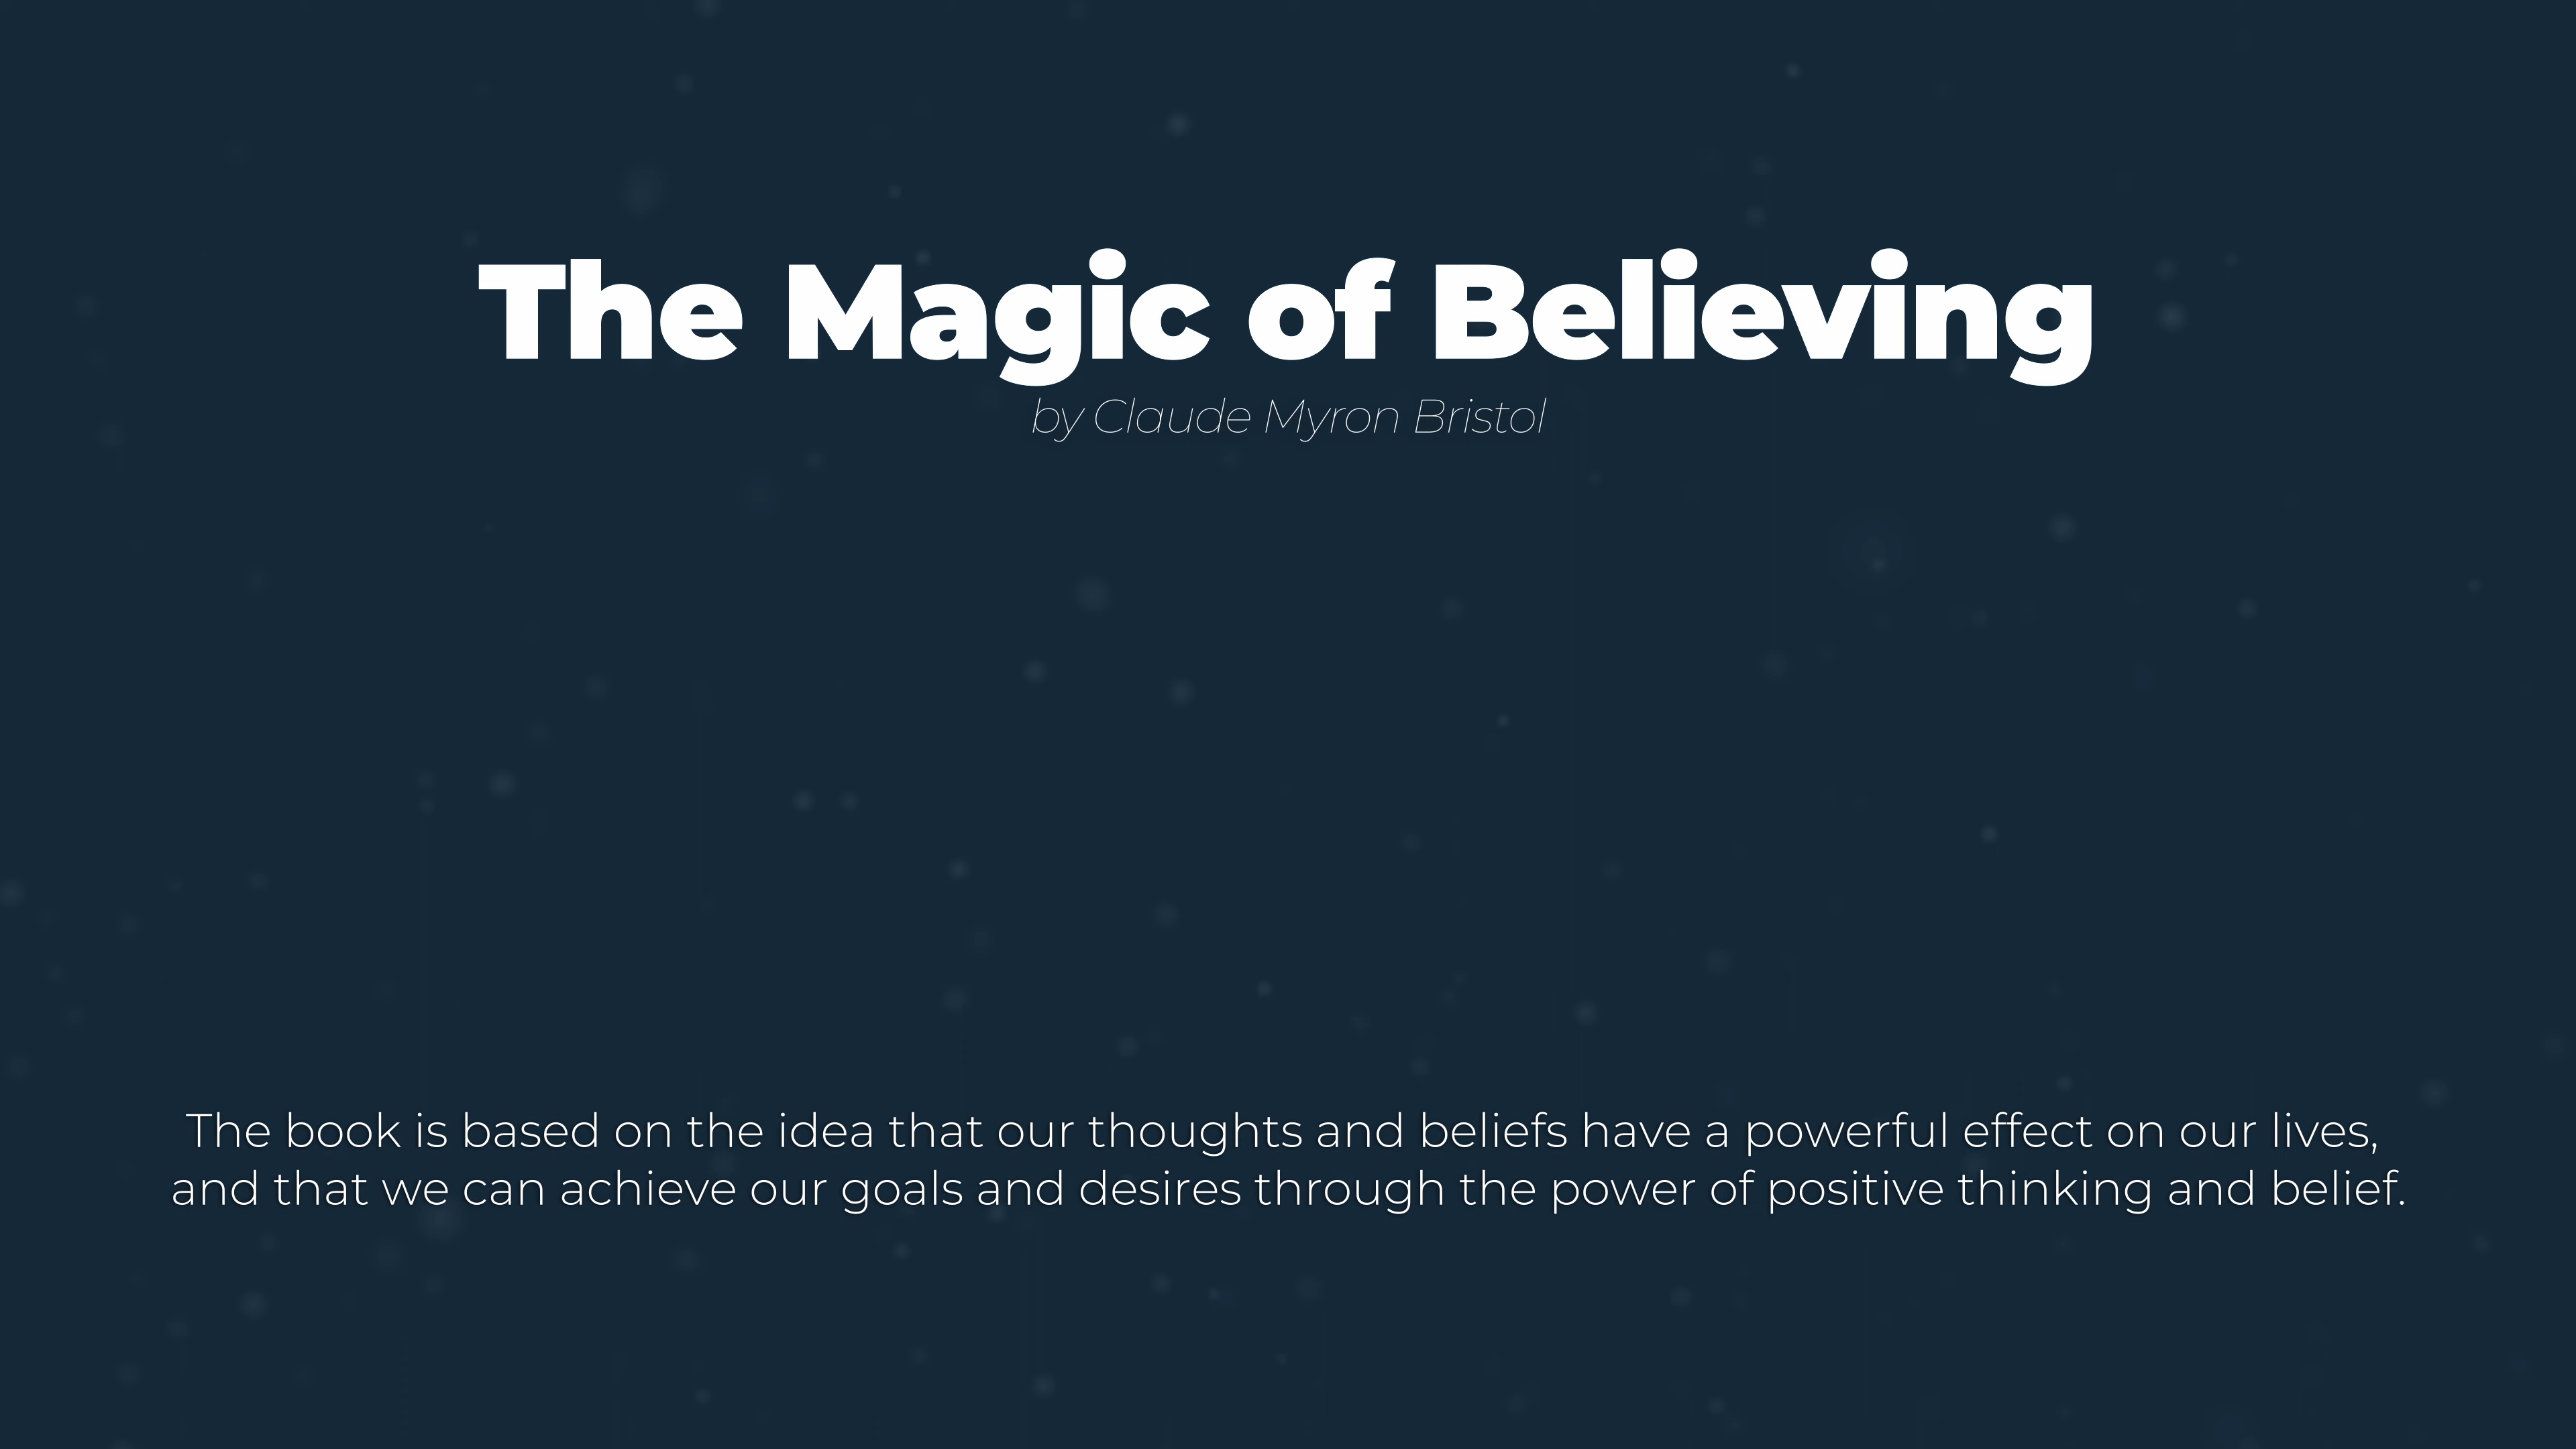 The Magic of Believing
by Claude Myron Bristol
The book is based on the idea that our thoughts and beliefs have a powerful effect on our lives,
and that we can achieve our goals and desires through the power of positive thinking and belief.